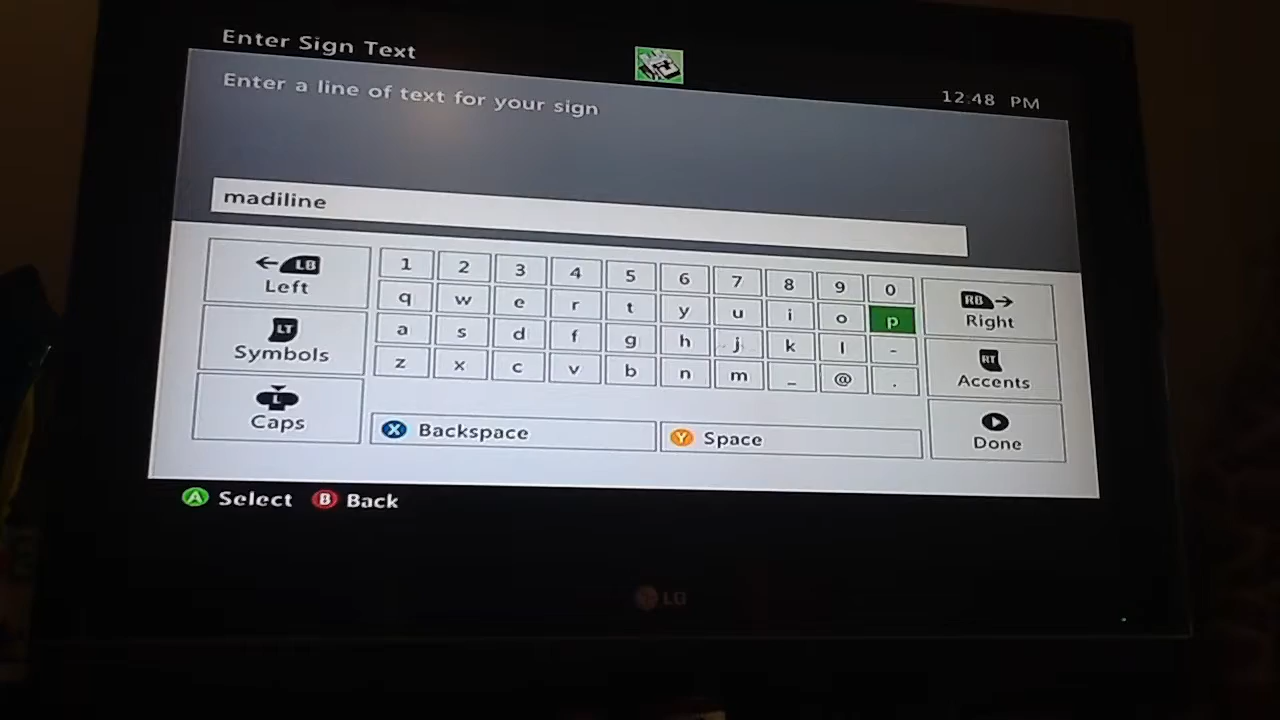 Enter Sign Text
12:48 PM
Enter a line of text for your sign
madiline
LB Left
1 2 3 4 5 6 7 8 9 0
RB Right
q w e r t y u i o p
LT Symbols
a s d f g h j k l -
RT Accents
z x c v b n m _ @ .
L Caps
X Backspace
Y Space
Done
A Select B Back
LG